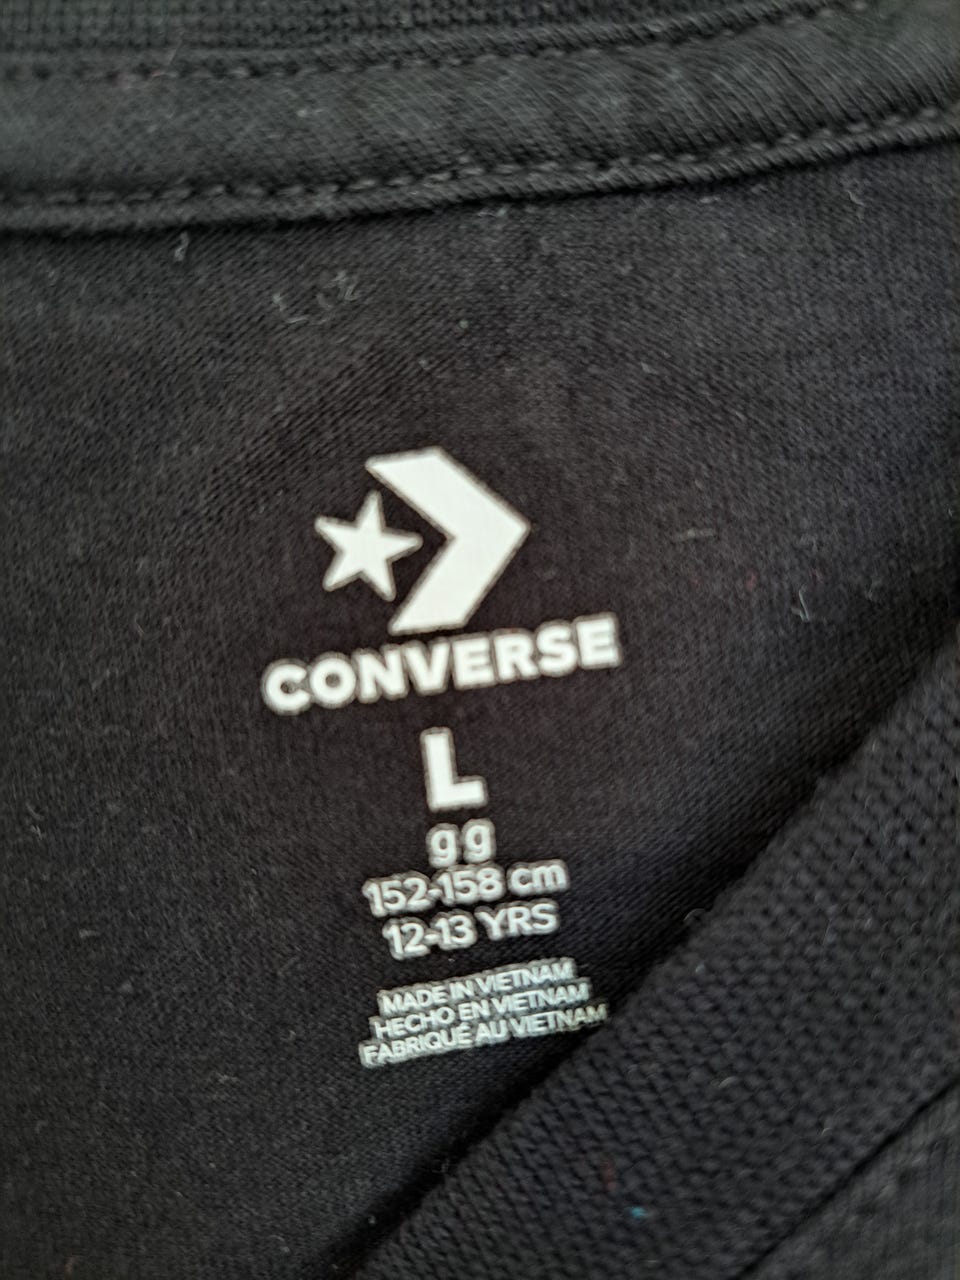 CONVERSE
L
g g
152-158 cm
12-13 YRS
MADE IN VIETNAM
HECHO EN VIETNAM
FABRIQUÉ AU VIETNAM